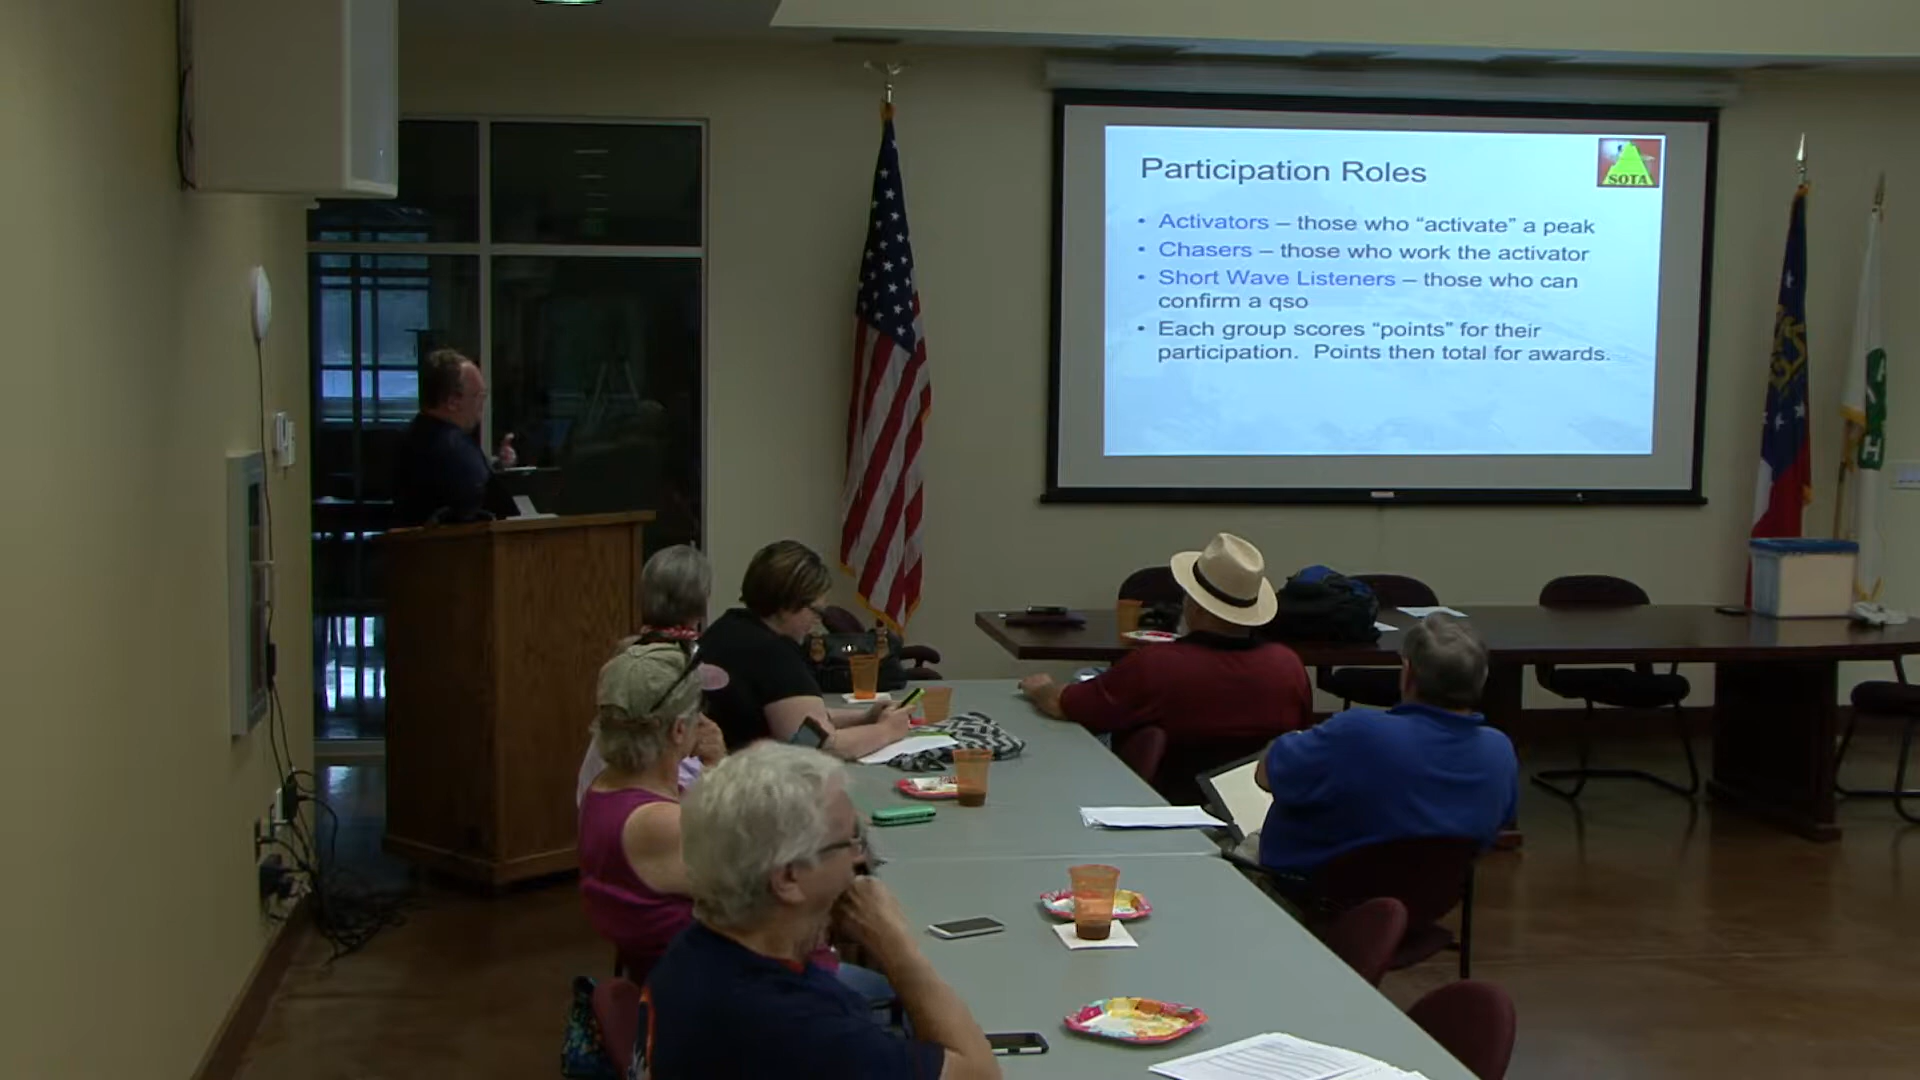 Participation Roles
SOTA
• Activators – those who “activate” a peak
• Chasers – those who work the activator
• Short Wave Listeners – those who can
confirm a qso
• Each group scores “points” for their
participation.  Points then total for awards.
H